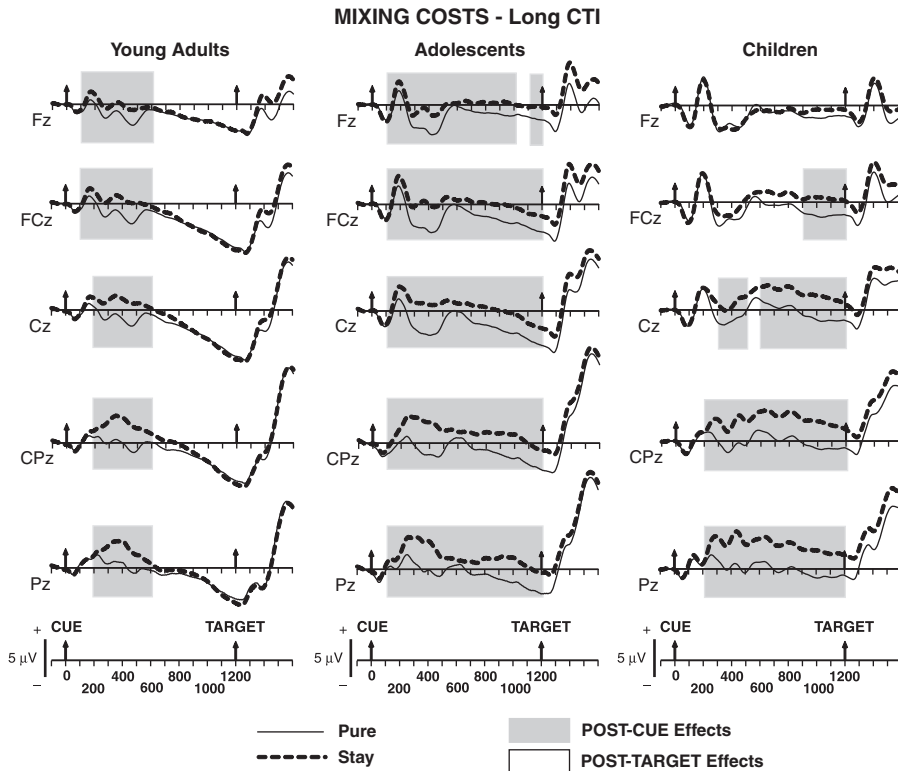 MIXING COSTS - Long CTI
Young Adults Adolescents Children
Fz Fz Fz
FCz FCz FCz
Cz Cz Cz
CPz CPz CPz
Pz Pz Pz
+ CUE TARGET + CUE TARGET + CUE TARGET
5 µV 5 µV 5 µV
– 0 400 800 1200 – 0 400 800 1200 – 0 400 800 1200
200 600 1000 200 600 1000 200 600 1000
Pure POST-CUE Effects
Stay POST-TARGET Effects